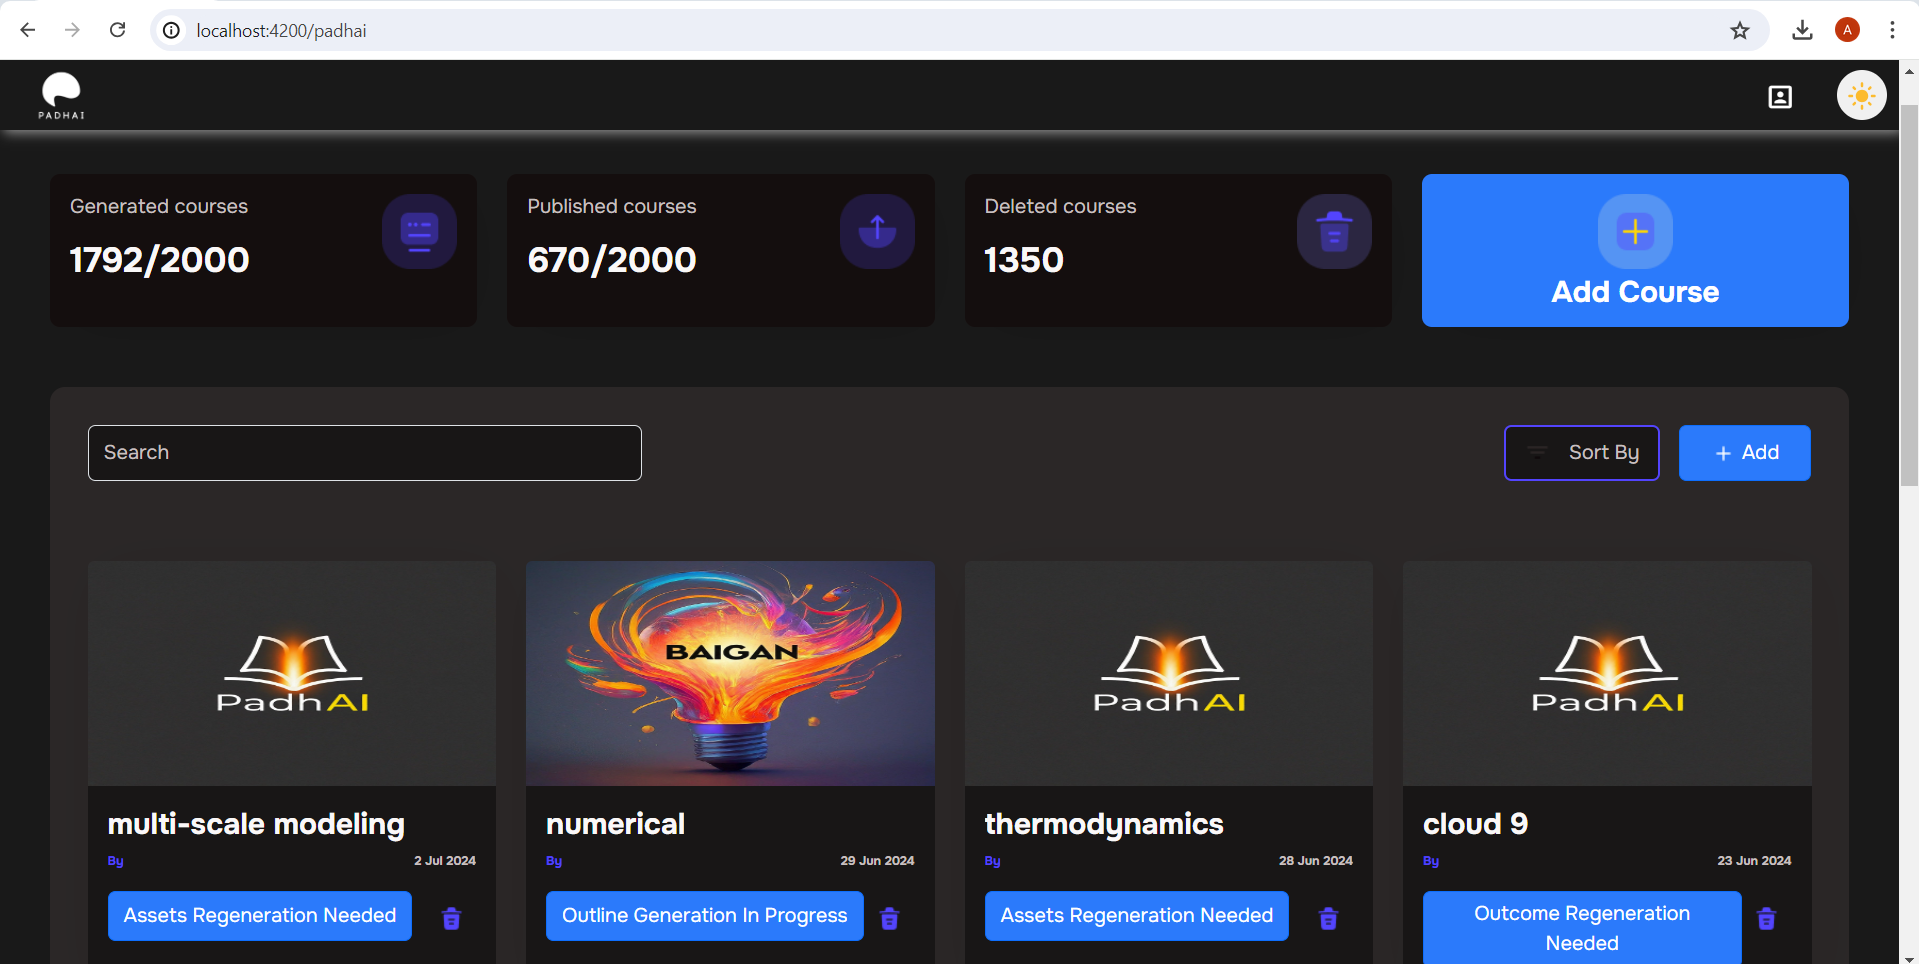 localhost:4200/padhai
A
PADHAI
Generated courses
1792/2000
Published courses
670/2000
Deleted courses
1350
Add Course
Search
Sort By
+ Add
PadhAI
BAIGAN
PadhAI
PadhAI
multi-scale modeling
By
2 Jul 2024
Assets Regeneration Needed
numerical
By
29 Jun 2024
Outline Generation In Progress
thermodynamics
By
28 Jun 2024
Assets Regeneration Needed
cloud 9
By
23 Jun 2024
Outcome Regeneration
Needed